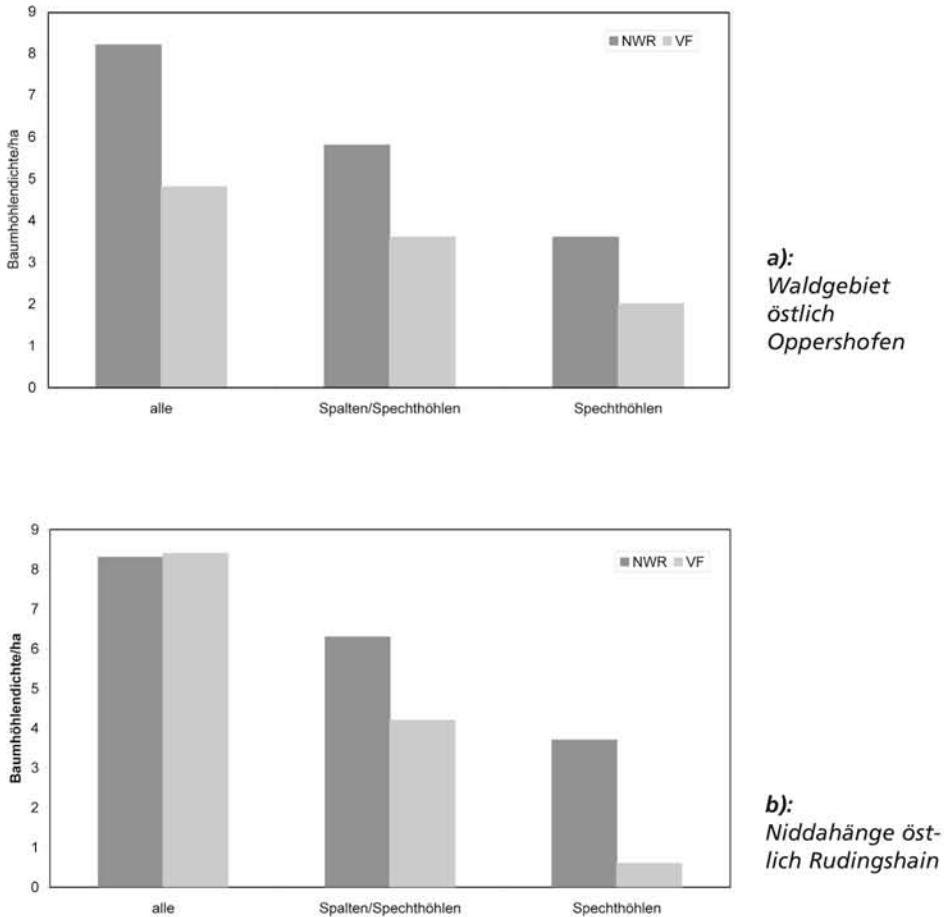 9
8
7
6
5
4
3
2
1
0
Baumhöhlendichte/ha
NWR VF
alle Spalten/Spechthöhlen Spechthöhlen
a):
Waldgebiet
östlich
Oppershofen
9
8
7
6
5
4
3
2
1
0
Baumhöhlendichte/ha
NWR VF
alle Spalten/Spechthöhlen Spechthöhlen
b):
Niddahänge öst-
lich Rudingshain